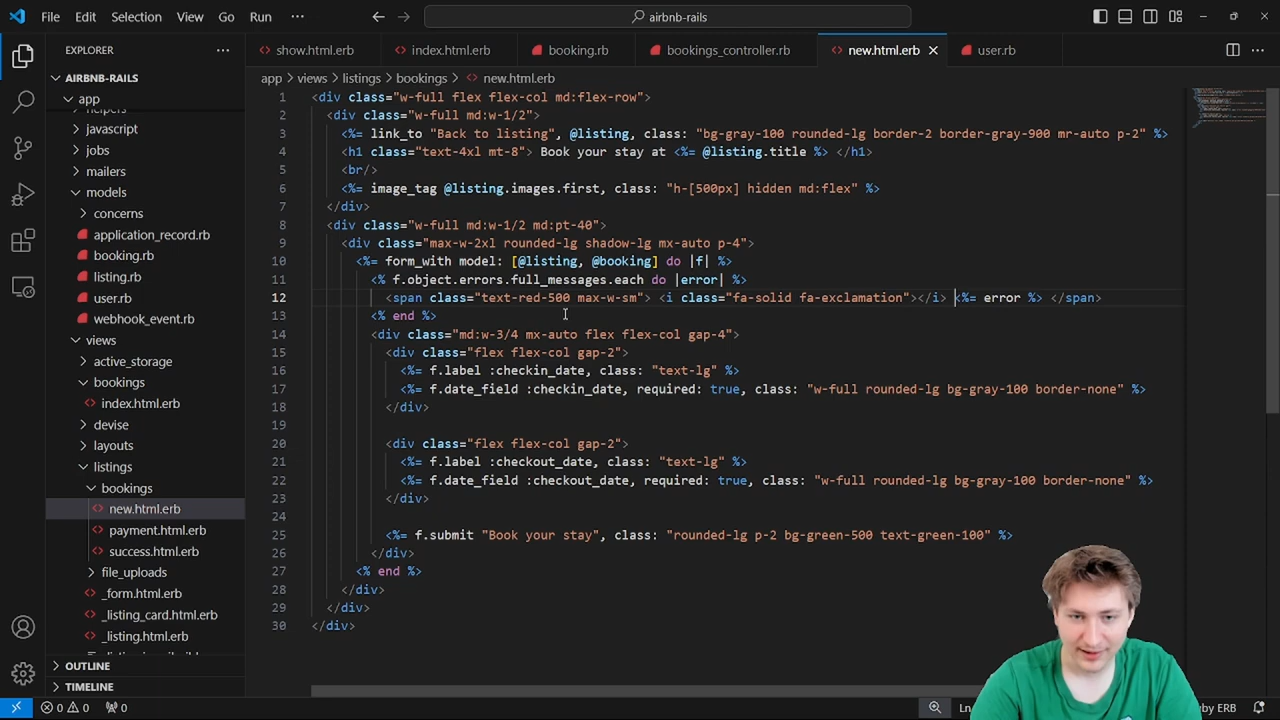 File Edit Selection View Go Run ··· airbnb-rails
EXPLORER ···
show.html.erb index.html.erb booking.rb bookings_controller.rb new.html.erb user.rb
AIRBNB-RAILS
app
helpers
javascript
jobs
mailers
models
concerns
application_record.rb
booking.rb
listing.rb
user.rb
webhook_event.rb
views
active_storage
bookings
index.html.erb
devise
layouts
listings
bookings
new.html.erb
payment.html.erb
success.html.erb
file_uploads
_form.html.erb
_listing_card.html.erb
_listing.html.erb
OUTLINE
TIMELINE
app > views > listings > bookings > new.html.erb
1 <div class="w-full flex flex-col md:flex-row">
2 <div class="w-full md:w-1/2">
3 <%= link_to "Back to listing", @listing, class: "bg-gray-100 rounded-lg border-2 border-gray-900 mr-auto p-2" %>
4 <h1 class="text-4xl mt-8"> Book your stay at <%= @listing.title %> </h1>
5 <br/>
6 <%= image_tag @listing.images.first, class: "h-[500px] hidden md:flex" %>
7 </div>
8 <div class="w-full md:w-1/2 md:pt-40">
9 <div class="max-w-2xl rounded-lg shadow-lg mx-auto p-4">
10 <%= form_with model: [@listing, @booking] do |f| %>
11 <% f.object.errors.full_messages.each do |error| %>
12 <span class="text-red-500 max-w-sm"> <i class="fa-solid fa-exclamation"></i> <%= error %> </span>
13 <% end %>
14 <div class="md:w-3/4 mx-auto flex flex-col gap-4">
15 <div class="flex flex-col gap-2">
16 <%= f.label :checkin_date, class: "text-lg" %>
17 <%= f.date_field :checkin_date, required: true, class: "w-full rounded-lg bg-gray-100 border-none" %>
18 </div>
19
20 <div class="flex flex-col gap-2">
21 <%= f.label :checkout_date, class: "text-lg" %>
22 <%= f.date_field :checkout_date, required: true, class: "w-full rounded-lg bg-gray-100 border-none" %>
23 </div>
24
25 <%= f.submit "Book your stay", class: "rounded-lg p-2 bg-green-500 text-green-100" %>
26 </div>
27 <% end %>
28 </div>
29 </div>
30 </div>
0 0 0 Ln by ERB